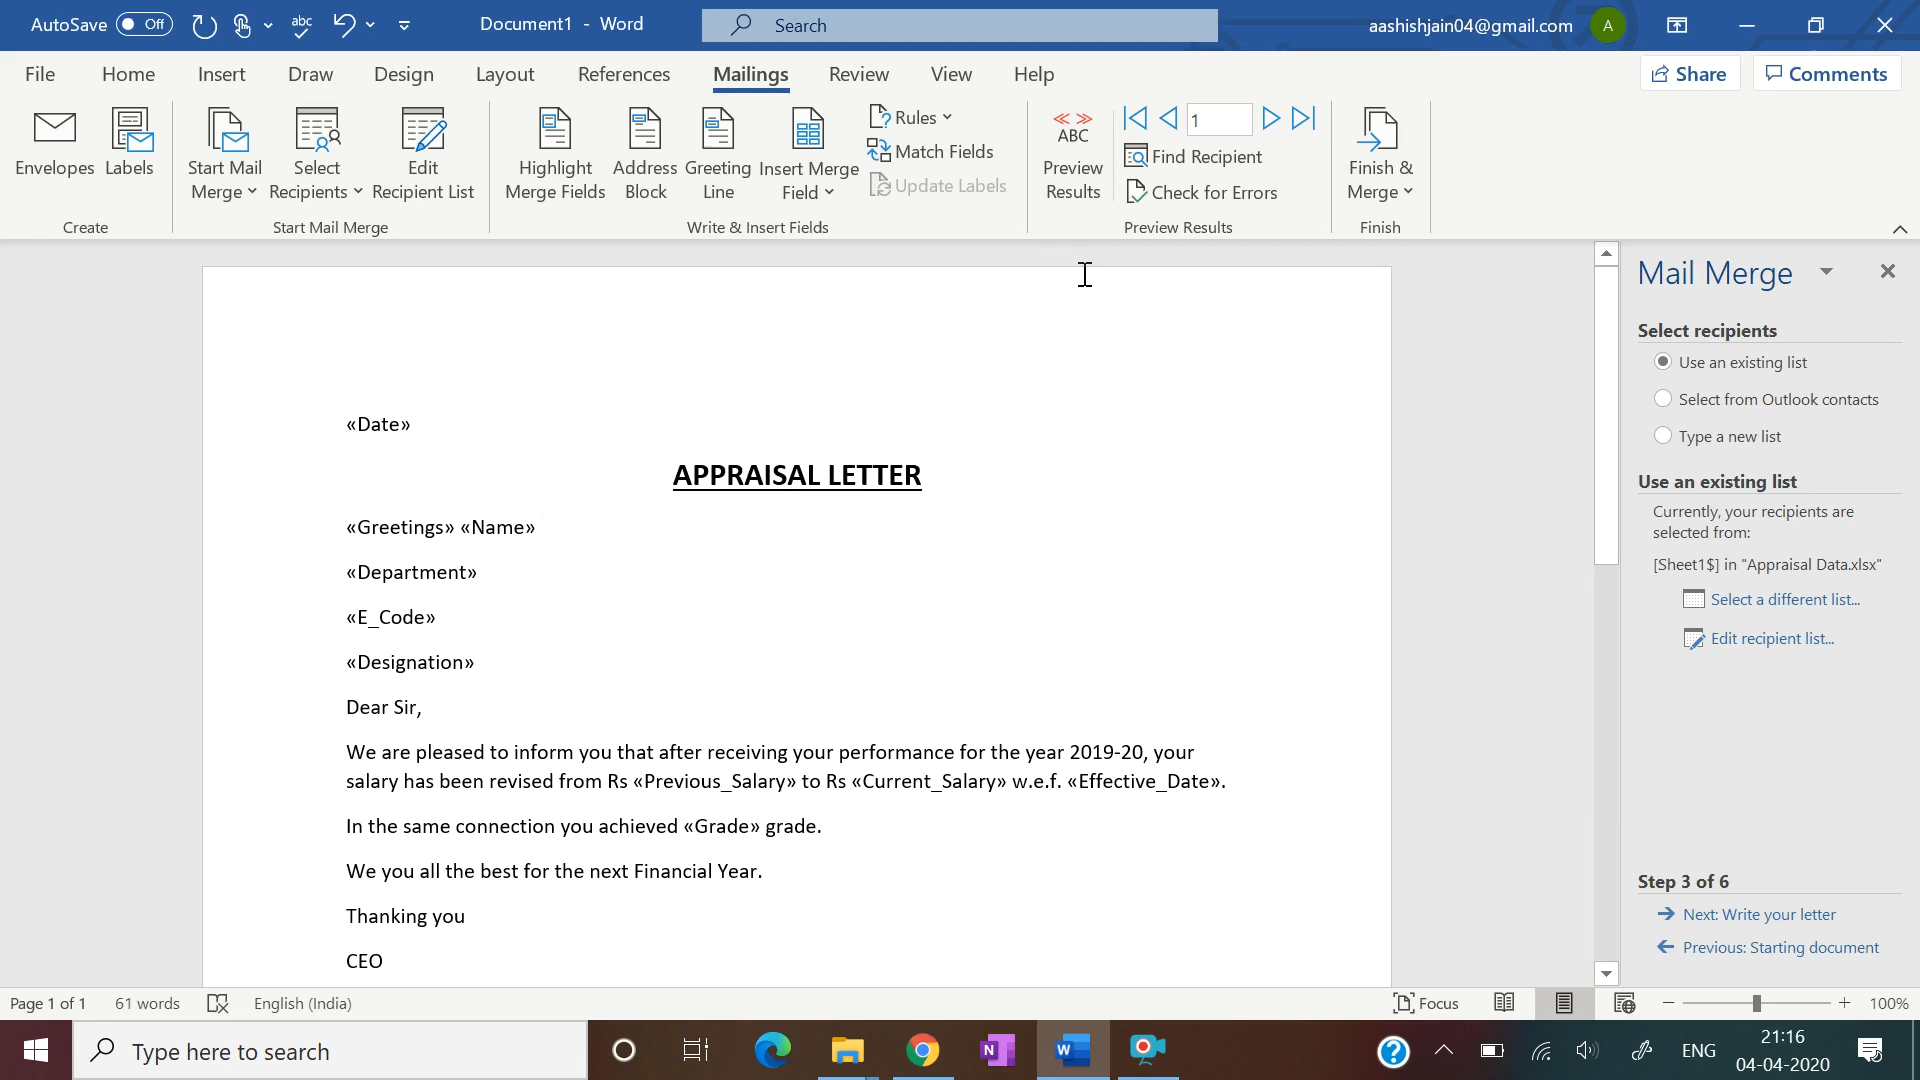 AutoSave Off abc Document1 - Word Search aashishjain04@gmail.com A
File Home Insert Draw Design Layout References Mailings Review View Help Share Comments
Envelopes Labels
Create
Start Mail Merge
Select Recipients
Edit Recipient List
Start Mail Merge
Highlight Merge Fields
Address Block
Greeting Line
Insert Merge Field
Rules
Match Fields
Update Labels
Write & Insert Fields
ABC
Preview Results
1
Find Recipient
Check for Errors
Preview Results
Finish & Merge
Finish
«Date»
APPRAISAL LETTER
«Greetings» «Name»
«Department»
«E_Code»
«Designation»
Dear Sir,
We are pleased to inform you that after receiving your performance for the year 2019-20, your
salary has been revised from Rs «Previous_Salary» to Rs «Current_Salary» w.e.f. «Effective_Date».
In the same connection you achieved «Grade» grade.
We you all the best for the next Financial Year.
Thanking you
CEO
Mail Merge
Select recipients
Use an existing list
Select from Outlook contacts
Type a new list
Use an existing list
Currently, your recipients are
selected from:
[Sheet1$] in "Appraisal Data.xlsx"
Select a different list...
Edit recipient list...
Step 3 of 6
Next: Write your letter
Previous: Starting document
Page 1 of 1 61 words English (India) Focus 100%
Type here to search N W ? ENG 21:16
04-04-2020